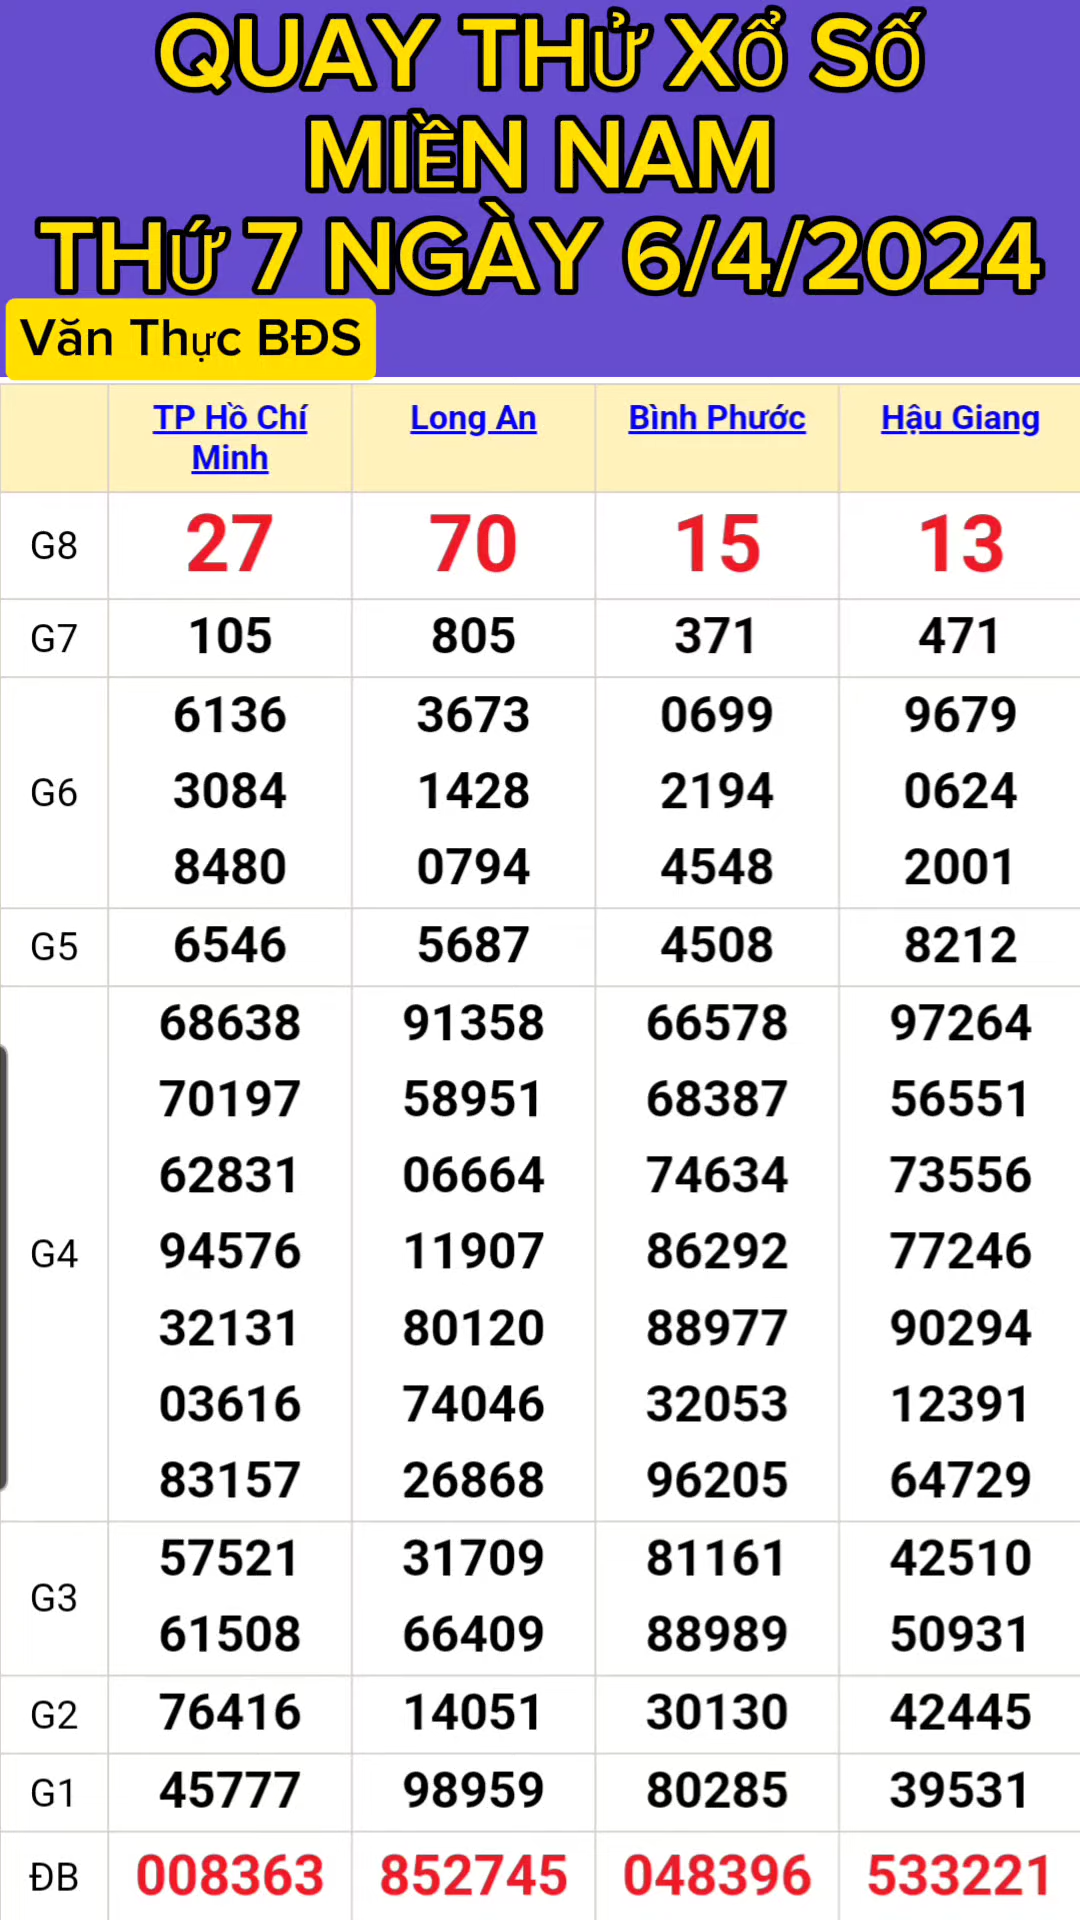 QUAY THỬ XỔ SỐ
MIỀN NAM
THỨ 7 NGÀY 6/4/2024
Văn Thực BĐS
TP Hồ Chí Minh Long An Bình Phước Hậu Giang
G8 27 70 15 13
G7 105 805 371 471
G6 6136 3673 0699 9679
3084 1428 2194 0624
8480 0794 4548 2001
G5 6546 5687 4508 8212
G4 68638 91358 66578 97264
70197 58951 68387 56551
62831 06664 74634 73556
94576 11907 86292 77246
32131 80120 88977 90294
03616 74046 32053 12391
83157 26868 96205 64729
G3 57521 31709 81161 42510
61508 66409 88989 50931
G2 76416 14051 30130 42445
G1 45777 98959 80285 39531
ĐB 008363 852745 048396 533221